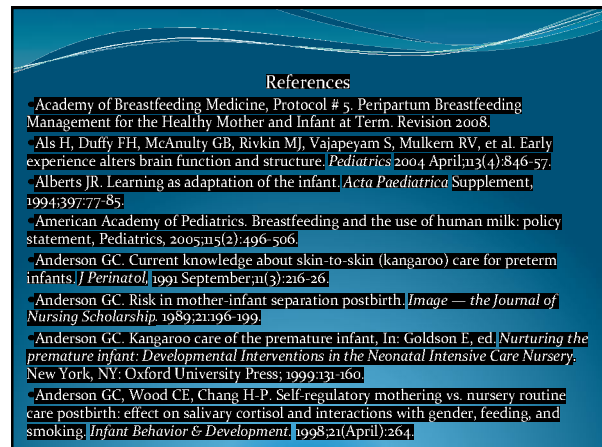 References
Academy of Breastfeeding Medicine, Protocol # 5. Peripartum Breastfeeding
Management for the Healthy Mother and Infant at Term. Revision 2008.
Als H, Duffy FH, McAnulty GB, Rivkin MJ, Vajapeyam S, Mulkern RV, et al. Early
experience alters brain function and structure. Pediatrics 2004 April;113(4):846-57.
Alberts JR. Learning as adaptation of the infant. Acta Paediatrica Supplement,
1994;397:77-85.
American Academy of Pediatrics. Breastfeeding and the use of human milk: policy
statement, Pediatrics, 2005;115(2):496-506.
Anderson GC. Current knowledge about skin-to-skin (kangaroo) care for preterm
infants. J Perinatol, 1991 September;11(3):216-26.
Anderson GC. Risk in mother-infant separation postbirth. Image — the Journal of
Nursing Scholarship. 1989;21:196-199.
Anderson GC. Kangaroo care of the premature infant, In: Goldson E, ed. Nurturing the
premature infant: Developmental Interventions in the Neonatal Intensive Care Nursery.
New York, NY: Oxford University Press; 1999:131-160.
Anderson GC, Wood CE, Chang H-P. Self-regulatory mothering vs. nursery routine
care postbirth: effect on salivary cortisol and interactions with gender, feeding, and
smoking. Infant Behavior & Development. 1998;21(April):264.